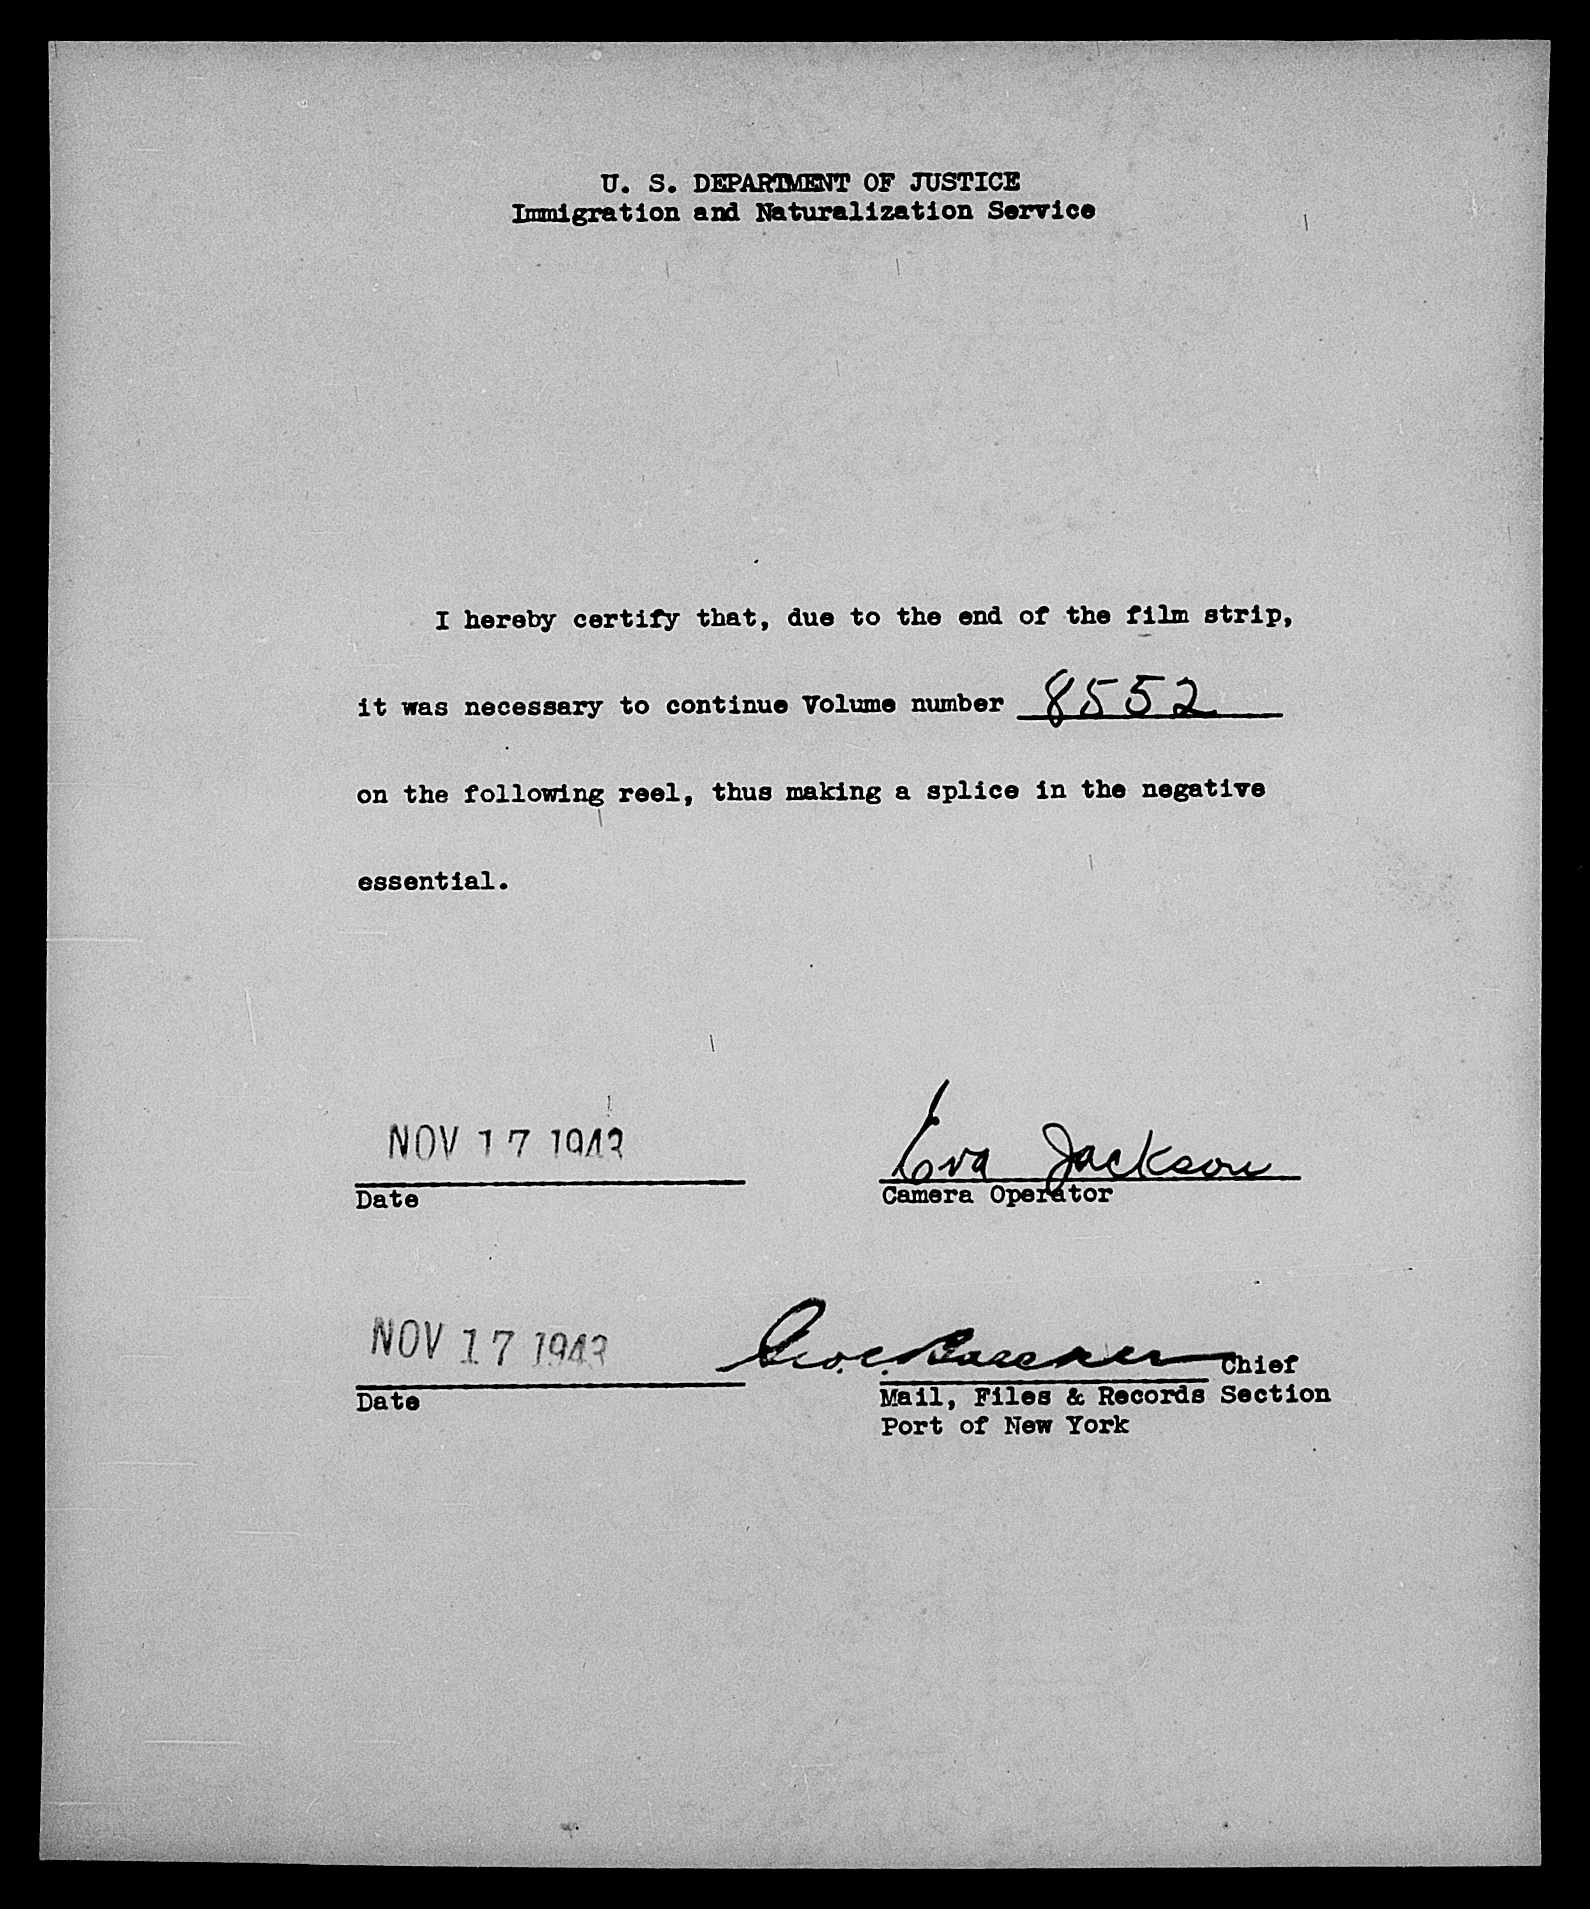 U. S. DEPARTMENT OF JUSTICE
Immigration and Naturalization Service
I hereby certify that, due to the end of the film strip,
it was necessary to continue Volume number 8552
on the following reel, thus making a splice in the negative
essential.
NOV 17 1943
Eva Jackson
Date
Camera Operator
NOV 17 1943
Geo. C. Chief
Date
Mail, Files & Records Section
Port of New York